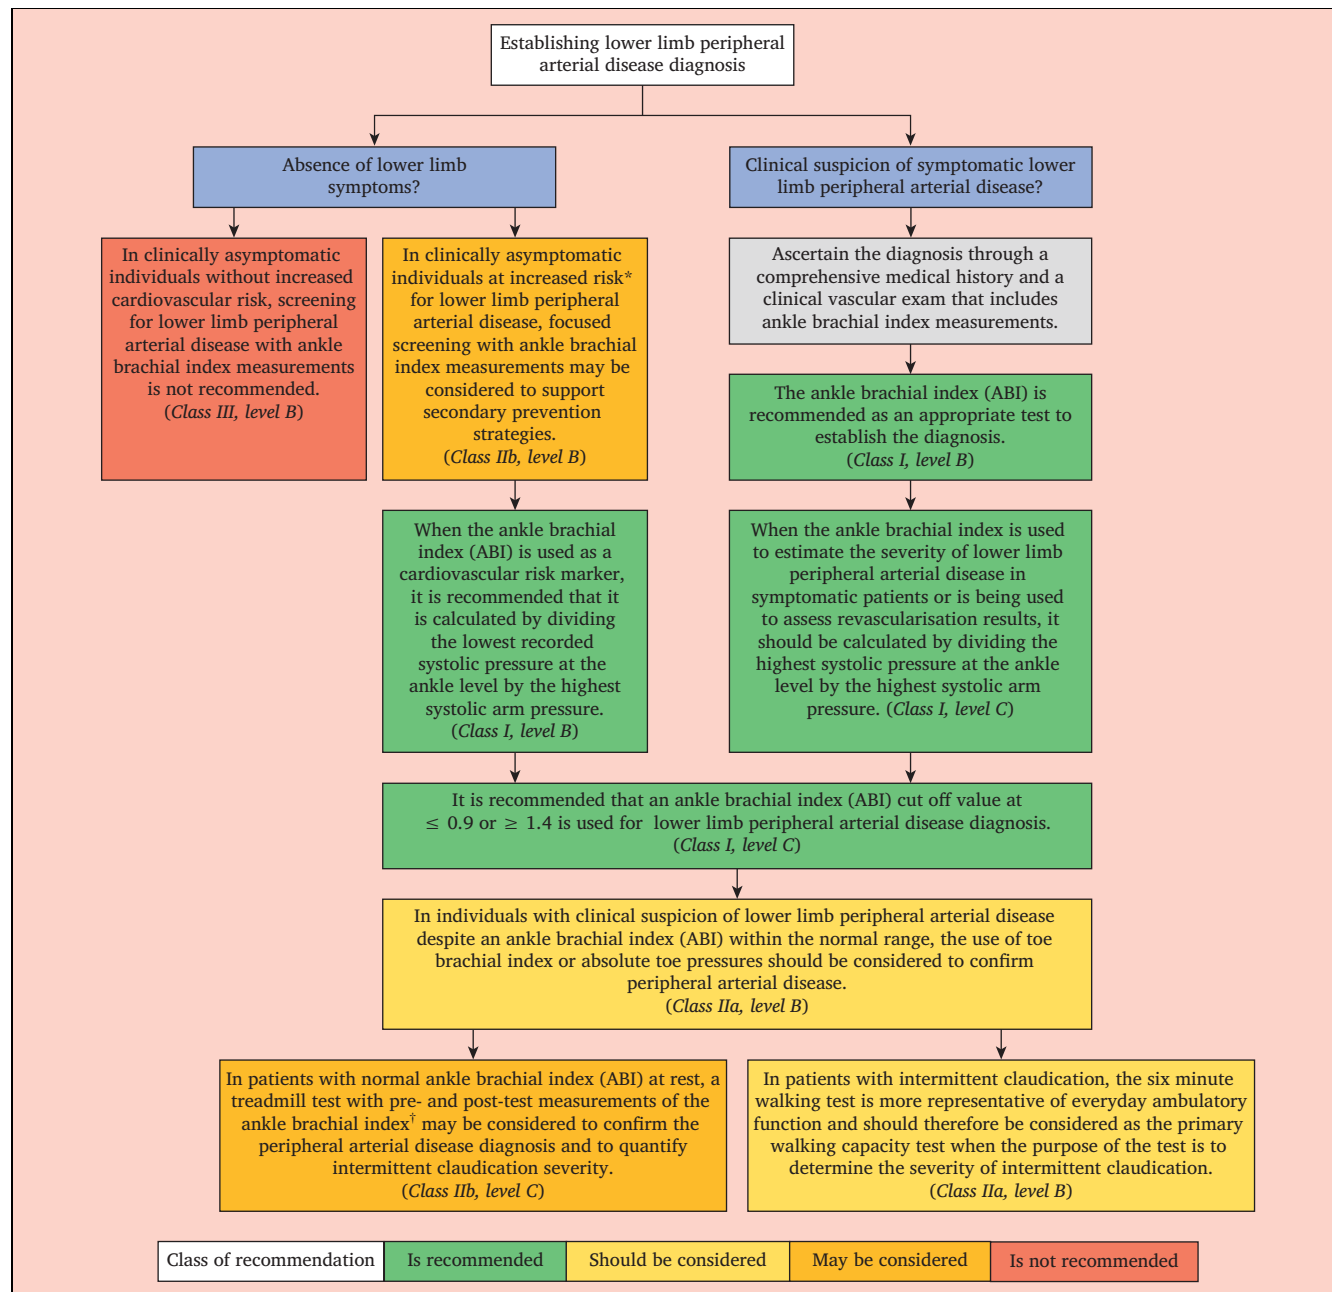 Establishing lower limb peripheral
arterial disease diagnosis
Absence of lower limb
symptoms?
Clinical suspicion of symptomatic lower
limb peripheral arterial disease?
In clinically asymptomatic
individuals without increased
cardiovascular risk, screening
for lower limb peripheral
arterial disease with ankle
brachial index measurements
is not recommended.
(Class III, level B)
In clinically asymptomatic
individuals at increased risk*
for lower limb peripheral
arterial disease, focused
screening with ankle brachial
index measurements may be
considered to support
secondary prevention
strategies.
(Class IIb, level B)
Ascertain the diagnosis through a
comprehensive medical history and a
clinical vascular exam that includes
ankle brachial index measurements.
The ankle brachial index (ABI) is
recommended as an appropriate test to
establish the diagnosis.
(Class I, level B)
When the ankle brachial
index (ABI) is used as a
cardiovascular risk marker,
it is recommended that it
is calculated by dividing
the lowest recorded
systolic pressure at the
ankle level by the highest
systolic arm pressure.
(Class I, level B)
When the ankle brachial index is used
to estimate the severity of lower limb
peripheral arterial disease in
symptomatic patients or is being used
to assess revascularisation results, it
should be calculated by dividing the
highest systolic pressure at the ankle
level by the highest systolic arm
pressure. (Class I, level C)
It is recommended that an ankle brachial index (ABI) cut off value at
≤ 0.9 or ≥ 1.4 is used for lower limb peripheral arterial disease diagnosis.
(Class I, level C)
In individuals with clinical suspicion of lower limb peripheral arterial disease
despite an ankle brachial index (ABI) within the normal range, the use of toe
brachial index or absolute toe pressures should be considered to confirm
peripheral arterial disease.
(Class IIa, level B)
In patients with normal ankle brachial index (ABI) at rest, a
treadmill test with pre- and post-test measurements of the
ankle brachial index† may be considered to confirm the
peripheral arterial disease diagnosis and to quantify
intermittent claudication severity.
(Class IIb, level C)
In patients with intermittent claudication, the six minute
walking test is more representative of everyday ambulatory
function and should therefore be considered as the primary
walking capacity test when the purpose of the test is to
determine the severity of intermittent claudication.
(Class IIa, level B)
Class of recommendation
Is recommended
Should be considered
May be considered
Is not recommended